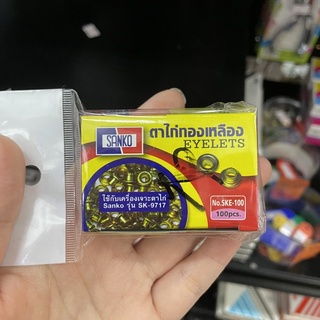 SANKO
ตาไก่ทองเหลือง
EYELETS
ใช้กับเครื่องเจาะตาไก่
Sanko รุ่น SK-9717
No.SKE-100
100pcs.